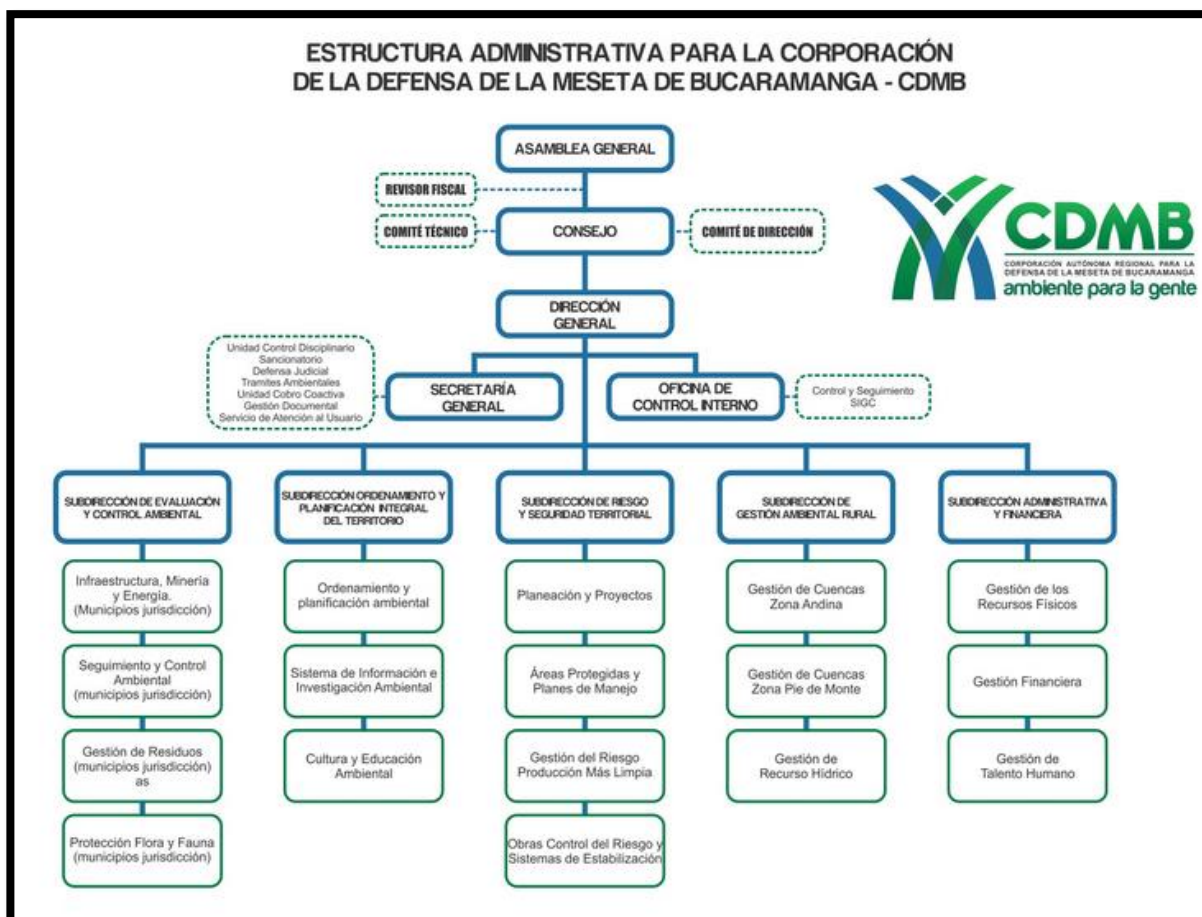 ESTRUCTURA ADMINISTRATIVA PARA LA CORPORACIÓN
DE LA DEFENSA DE LA MESETA DE BUCARAMANGA - CDMB
ASAMBLEA GENERAL
REVISOR FISCAL
COMITÉ TÉCNICO
CONSEJO
COMITÉ DE DIRECCIÓN
CDMB
CORPORACIÓN AUTÓNOMA REGIONAL PARA LA
DEFENSA DE LA MESETA DE BUCARAMANGA
ambiente para la gente
DIRECCIÓN
GENERAL
Unidad Control Disciplinario
Sancionatorio
Defensa Judicial
Tramites Ambientales
Unidad Cobro Coactiva
Gestión Documental
Servicio de Atención al Usuario
SECRETARÍA
GENERAL
OFICINA DE
CONTROL INTERNO
Control y Seguimiento
SIGC
SUBDIRECCIÓN DE EVALUACIÓN
Y CONTROL AMBIENTAL
SUBDIRECCIÓN ORDENAMIENTO Y
PLANIFICACIÓN INTEGRAL
DEL TERRITORIO
SUBDIRECCIÓN DE RIESGO
Y SEGURIDAD TERRITORIAL
SUBDIRECCIÓN DE
GESTIÓN AMBIENTAL RURAL
SUBDIRECCIÓN ADMINISTRATIVA
Y FINANCIERA
Infraestructura, Minería
y Energía.
(Municipios jurisdicción)
Ordenamiento y
planificación ambiental
Planeación y Proyectos
Gestión de Cuencas
Zona Andina
Gestión de los
Recursos Físicos
Seguimiento y Control
Ambiental
(municipios jurisdicción)
Sistema de Información e
Investigación Ambiental
Áreas Protegidas y
Planes de Manejo
Gestión de Cuencas
Zona Pie de Monte
Gestión Financiera
Gestión de Residuos
(municipios jurisdicción)
as
Cultura y Educación
Ambiental
Gestión del Riesgo
Producción Más Limpia
Gestión de
Recurso Hídrico
Gestión de
Talento Humano
Protección Flora y Fauna
(municipios jurisdicción)
Obras Control del Riesgo y
Sistemas de Estabilización